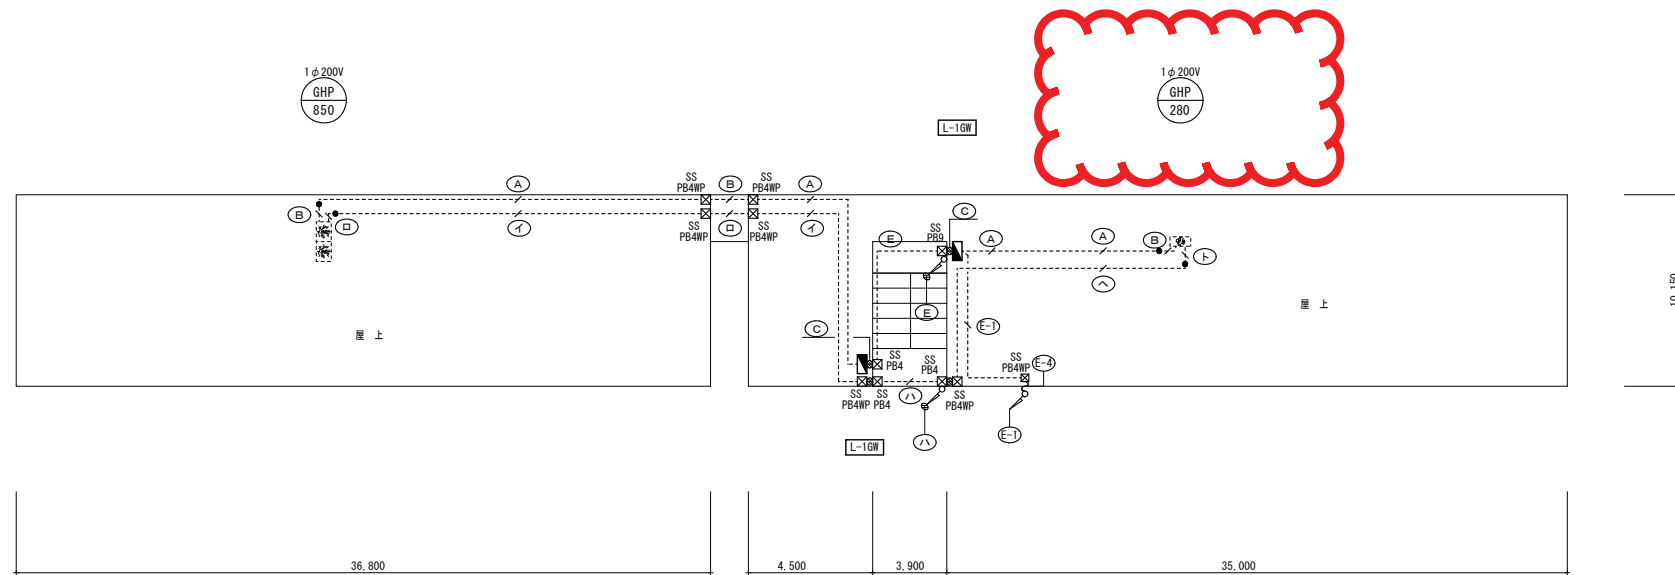 1φ200V
GHP
850
1φ200V
GHP
280
L-1GW
SS
PB4WP
SS
PB4WP
A
B
A
B
ロ
イ
SS
PB4WP
ロ
SS
PB4WP
イ
C
SS
PB9
E
A
A
B
ト
ヘ
E
E-1
屋 上
屋 上
C
SS
PB4
SS
PB4
SS
PB4WP
E-4
SS
PB4WP
SS
PB4
ハ
SS
PB4WP
ハ
E-1
L-1GW
36,800
4,500
3,900
35,000